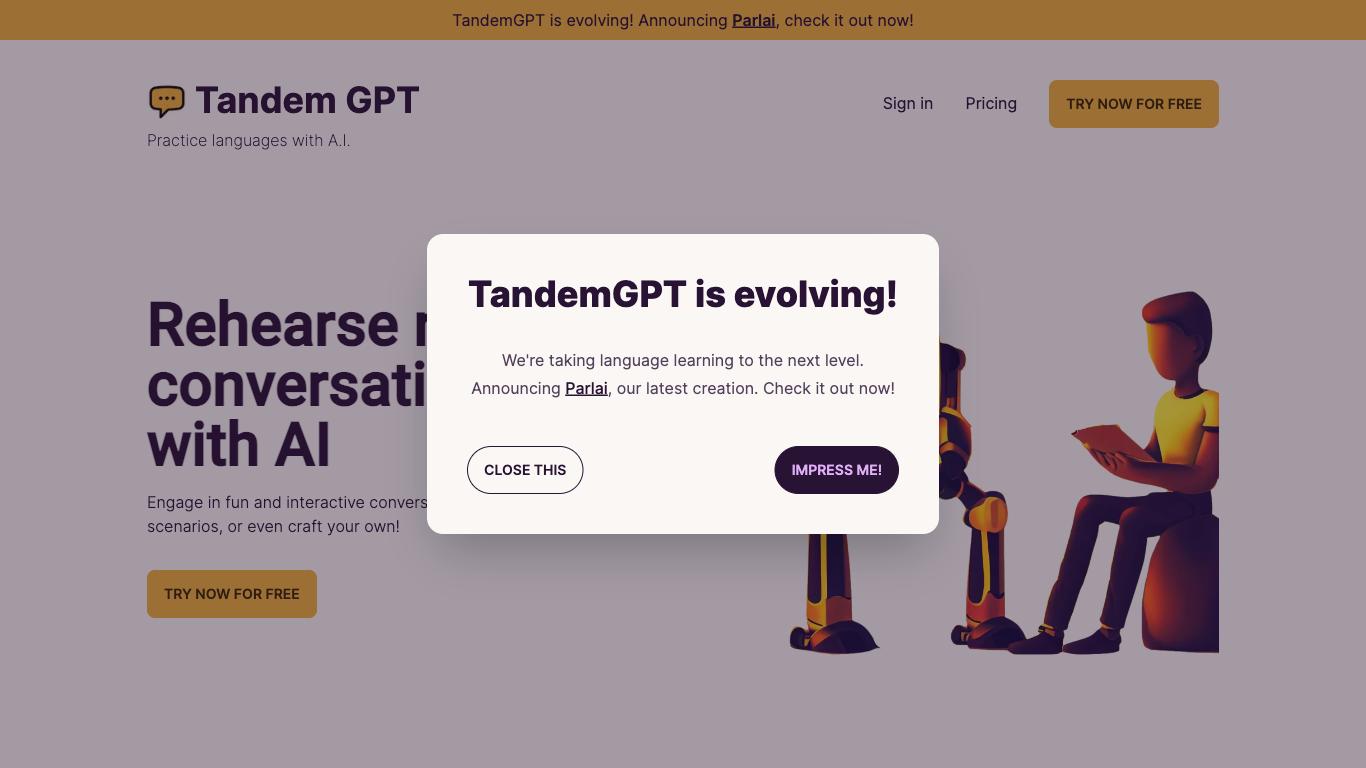 TandemGPT is evolving! Announcing Parlai, check it out now!
Tandem GPT
Practice languages with A.I.
Sign in
Pricing
TRY NOW FOR FREE
Rehearse
conversati
with AI
Engage in fun and interactive convers
scenarios, or even craft your own!
TRY NOW FOR FREE
TandemGPT is evolving!
We're taking language learning to the next level.
Announcing Parlai, our latest creation. Check it out now!
CLOSE THIS
IMPRESS ME!